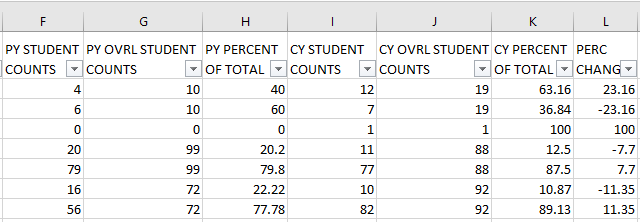 F G H I J K L
PY STUDENT PY OVRL STUDENT PY PERCENT CY STUDENT CY OVRL STUDENT CY PERCENT PERC
COUNTS COUNTS OF TOTAL COUNTS COUNTS OF TOTAL CHANG
4 10 40 12 19 63.16 23.16
6 10 60 7 19 36.84 -23.16
0 0 0 1 1 100 100
20 99 20.2 11 88 12.5 -7.7
79 99 79.8 77 88 87.5 7.7
16 72 22.22 10 92 10.87 -11.35
56 72 77.78 82 92 89.13 11.35